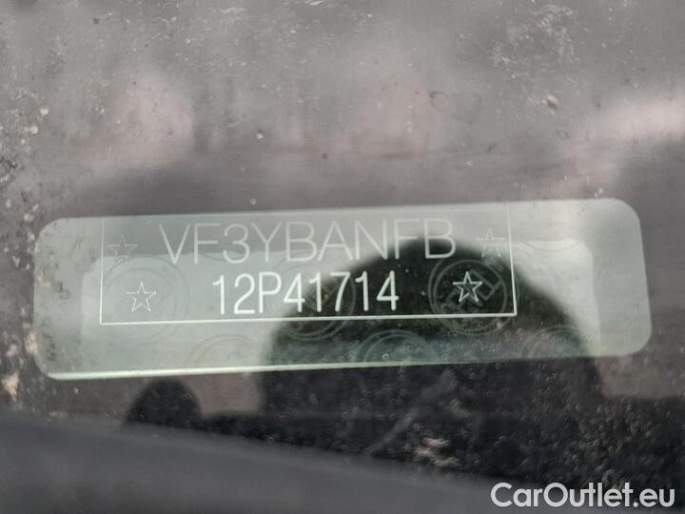 ☆ VF3YBANFB ☆
☆ 12P41714 ☆
CarOutlet.eu